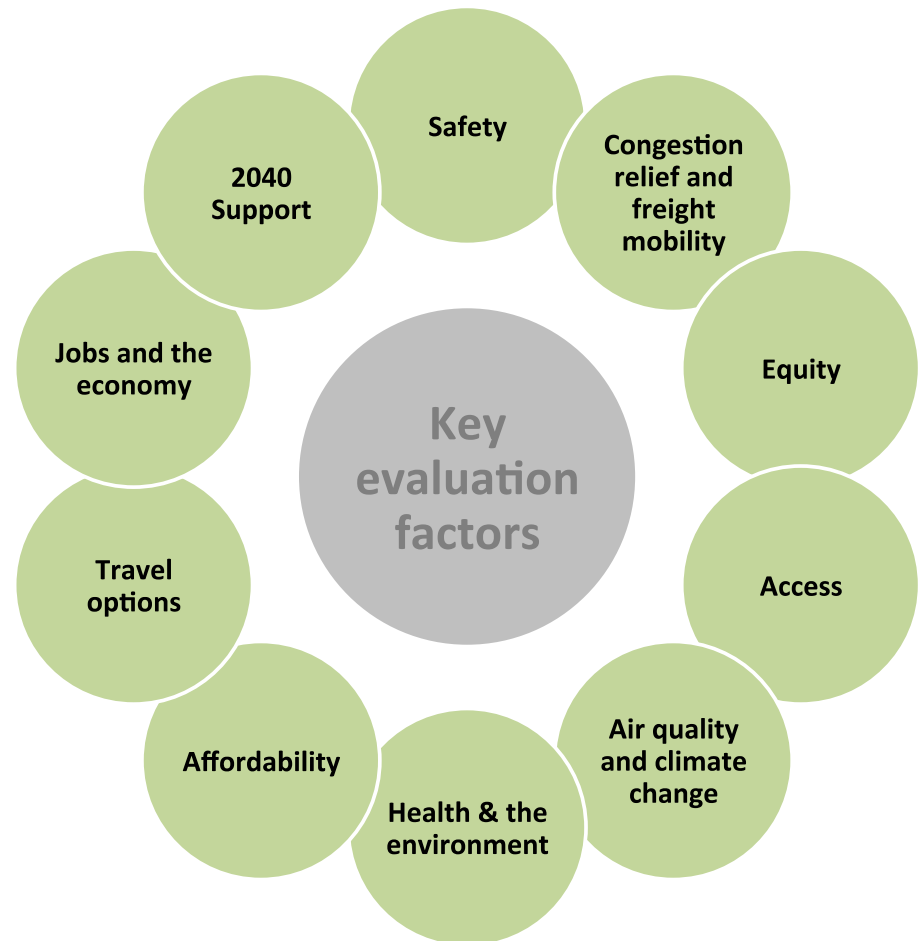 Safety
Congestion
relief and
freight
mobility
Equity
Access
Air quality
and climate
change
Health & the
environment
Affordability
Travel
options
Jobs and the
economy
2040
Support
Key
evaluation
factors